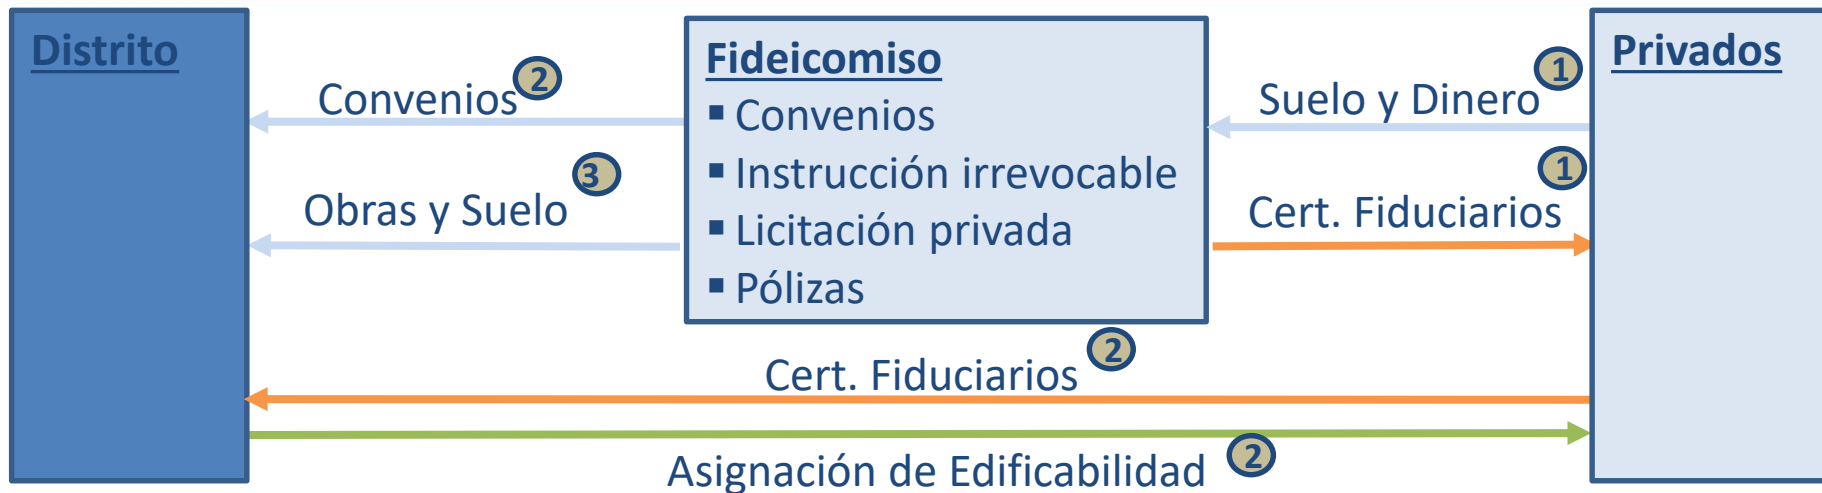 Distrito
Convenios 2
Obras y Suelo 3
Fideicomiso
▪ Convenios
▪ Instrucción irrevocable
▪ Licitación privada
▪ Pólizas
Suelo y Dinero 1
Cert. Fiduciarios 1
Privados
Cert. Fiduciarios 2
Asignación de Edificabilidad 2